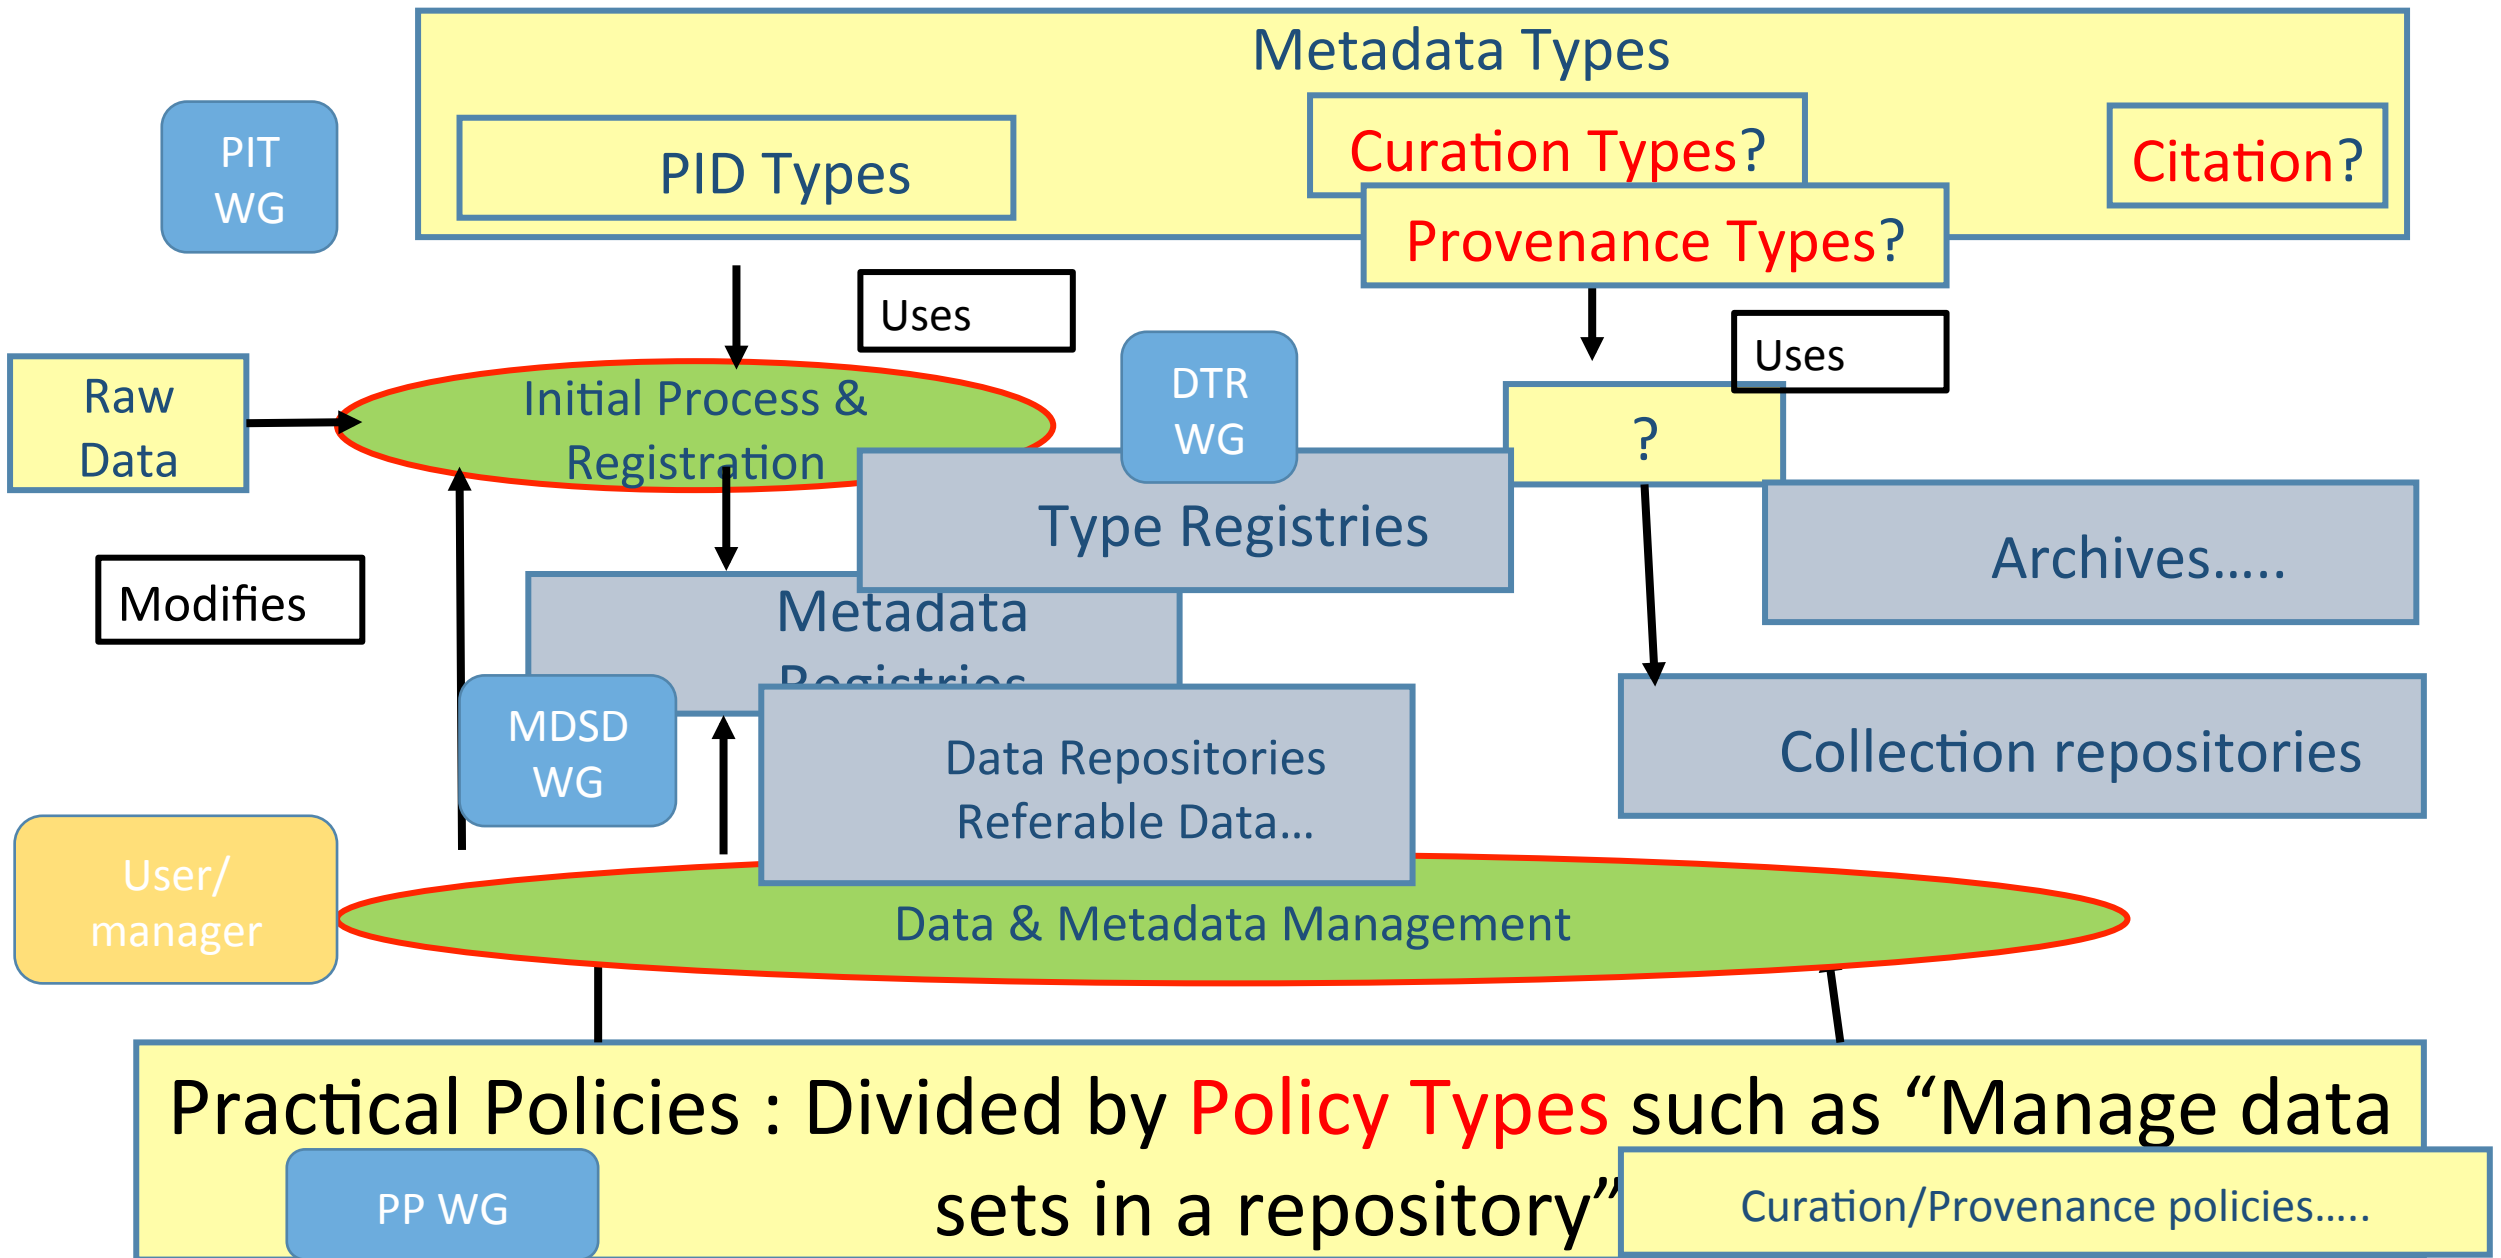 Metadata Types
PIT
WG
PID Types
Curation Types?
Citation?
Provenance Types?
Uses
Uses
Raw
Data
Initial Process &
Registration
DTR
WG
?
Type Registries
Archives.....
Modifies
Metadata
Registries
MDSD
WG
Data Repositories
Referable Data...
Collection repositories
User/
manager
Data & Metadata Management
Practical Policies : Divided by Policy Types such as “Manage data
sets in a repository”
PP WG
Curation/Provenance policies.....